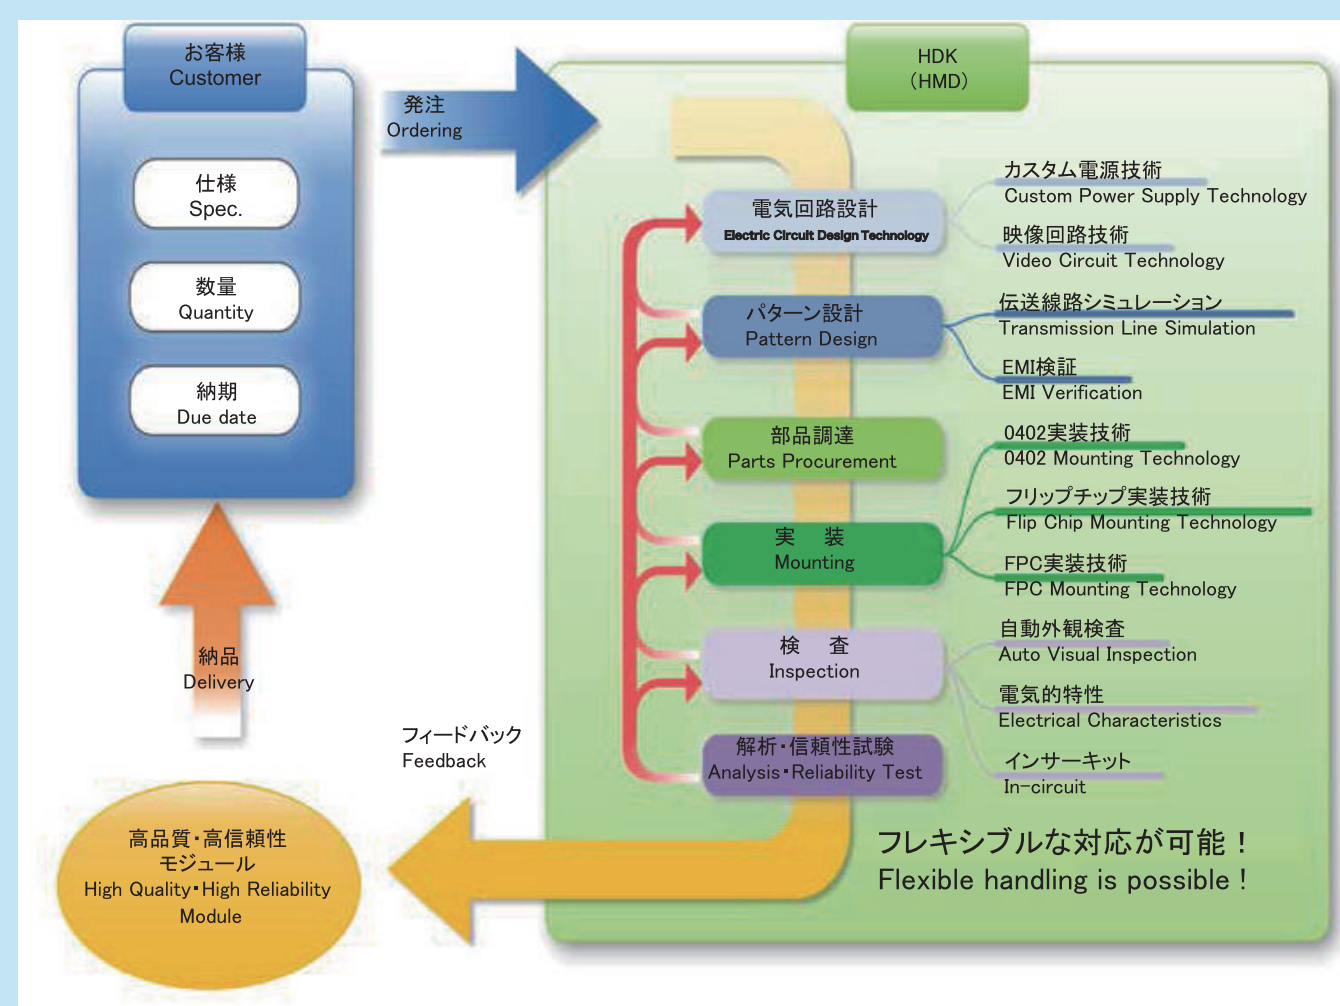 お客様
Customer
仕様
Spec.
数量
Quantity
納期
Due date
発注
Ordering
HDK
（HMD）
電気回路設計
Electric Circuit Design Technology
カスタム電源技術
Custom Power Supply Technology
映像回路技術
Video Circuit Technology
パターン設計
Pattern Design
伝送線路シミュレーション
Transmission Line Simulation
EMI検証
EMI Verification
部品調達
Parts Procurement
実　装
Mounting
0402実装技術
0402 Mounting Technology
フリップチップ実装技術
Flip Chip Mounting Technology
FPC実装技術
FPC Mounting Technology
検　査
Inspection
自動外観検査
Auto Visual Inspection
電気的特性
Electrical Characteristics
インサーキット
In-circuit
解析・信頼性試験
Analysis・Reliability Test
納品
Delivery
フィードバック
Feedback
高品質・高信頼性
モジュール
High Quality・High Reliability
Module
フレキシブルな対応が可能！
Flexible handling is possible！